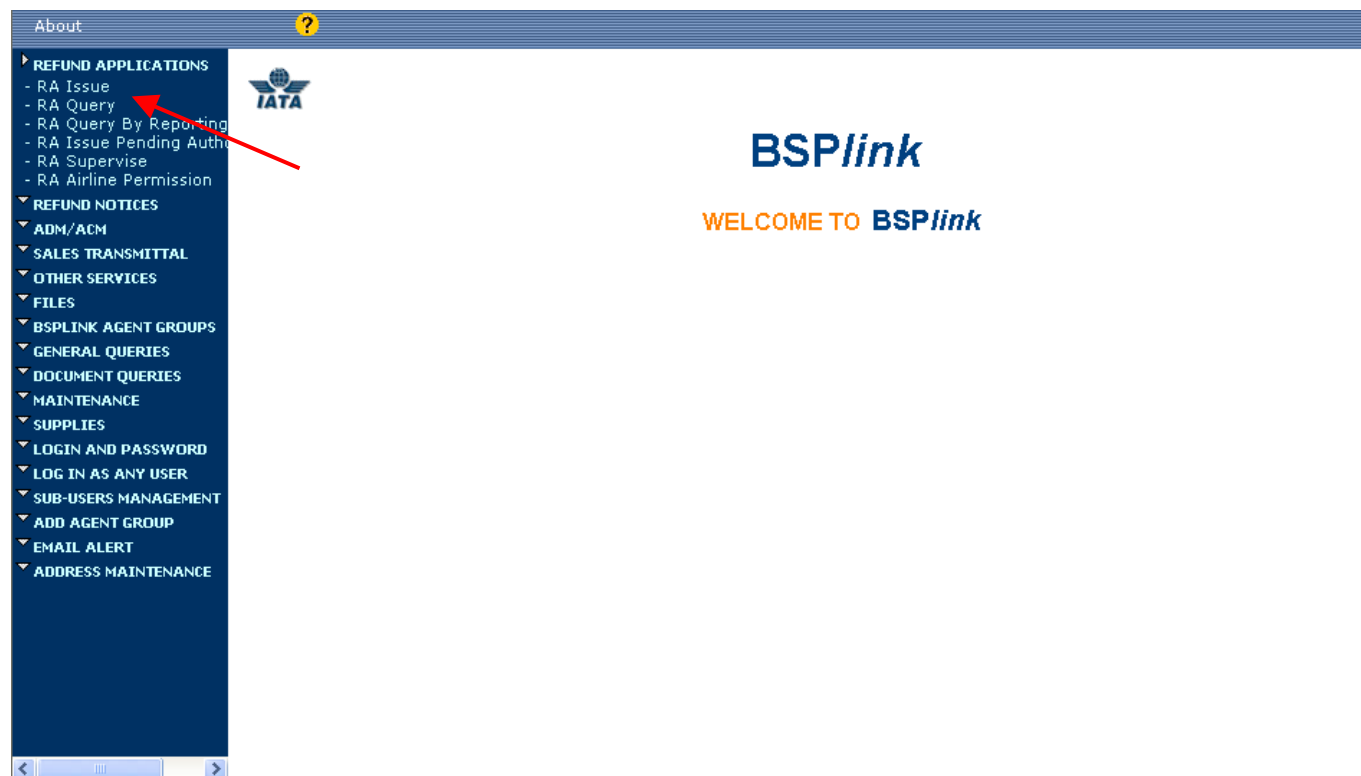 About
?
REFUND APPLICATIONS
- RA Issue
- RA Query
- RA Query By Reporting
- RA Issue Pending Autho
- RA Supervise
- RA Airline Permission
REFUND NOTICES
ADM/ACM
SALES TRANSMITTAL
OTHER SERVICES
FILES
BSPLINK AGENT GROUPS
GENERAL QUERIES
DOCUMENT QUERIES
MAINTENANCE
SUPPLIES
LOGIN AND PASSWORD
LOG IN AS ANY USER
SUB-USERS MANAGEMENT
ADD AGENT GROUP
EMAIL ALERT
ADDRESS MAINTENANCE
IATA
BSPlink
WELCOME TO BSPlink